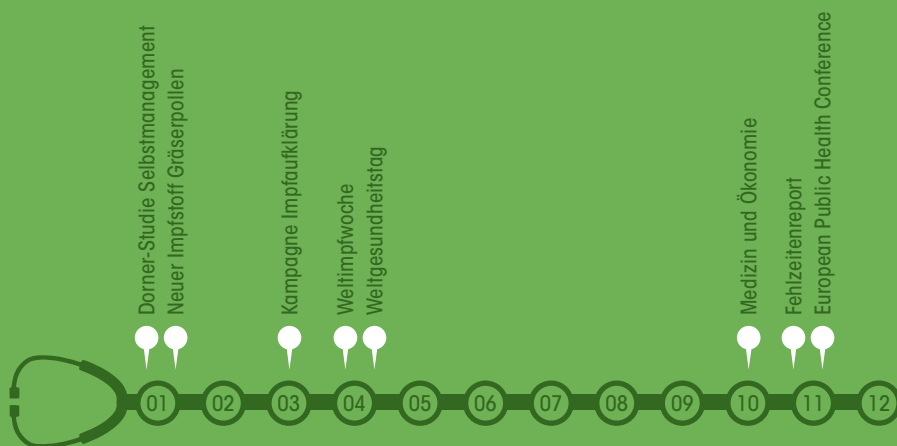 Dorner-Studie Selbstmanagement
Neuer Impfstoff Gräserpollen
Kampagne Impfaufklärung
Weltimpfwoche
Weltgesundheitstag
Medizin und Ökonomie
Fehlzeitenreport
European Public Health Conference
01 02 03 04 05 06 07 08 09 10 11 12